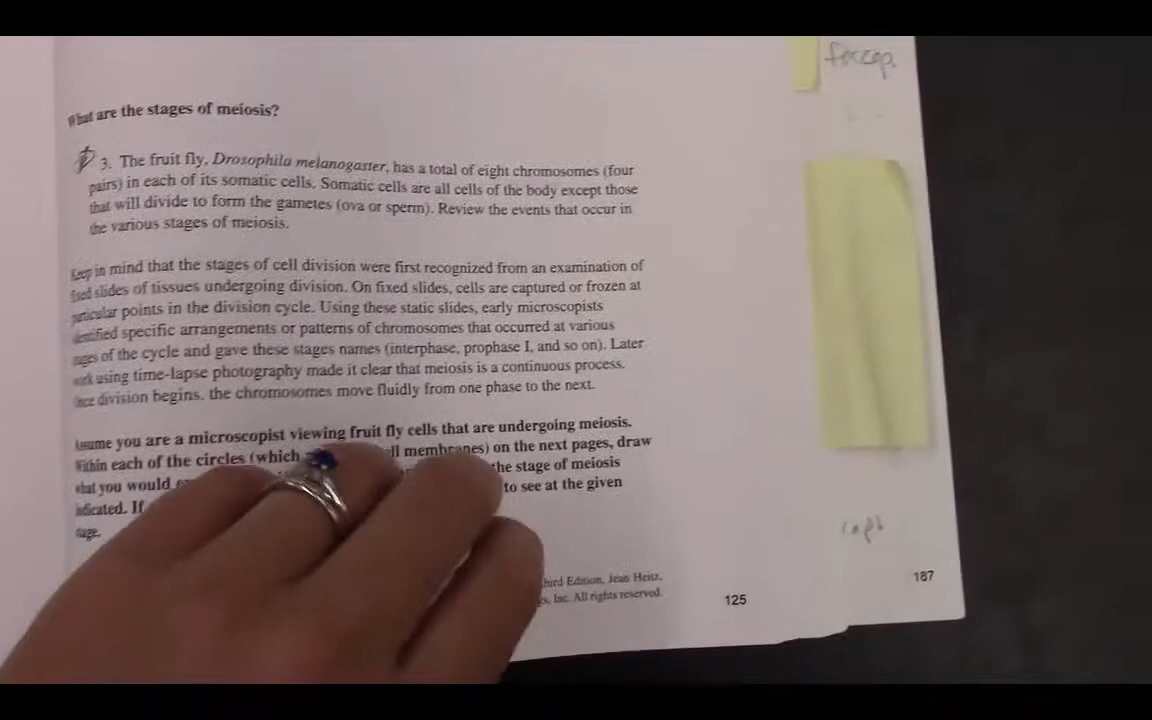 forcep.
What are the stages of meiosis?
3. The fruit fly, Drosophila melanogaster, has a total of eight chromosomes (four
pairs) in each of its somatic cells. Somatic cells are all cells of the body except those
that will divide to form the gametes (ova or sperm). Review the events that occur in
the various stages of meiosis.
Keep in mind that the stages of cell division were first recognized from an examination of
fixed slides of tissues undergoing division. On fixed slides, cells are captured or frozen at
particular points in the division cycle. Using these static slides, early microscopists
identified specific arrangements or patterns of chromosomes that occurred at various
stages of the cycle and gave these stages names (interphase, prophase I, and so on). Later
work using time-lapse photography made it clear that meiosis is a continuous process.
Once division begins, the chromosomes move fluidly from one phase to the next.
Assume you are a microscopist viewing fruit fly cells that are undergoing meiosis.
Within each of the circles (which ell membranes) on the next pages, draw
what you would the stage of meiosis
indicated. If to see at the given
stage.
hird Edition, Jean Heitz,
s, Inc. All rights reserved.
125
187